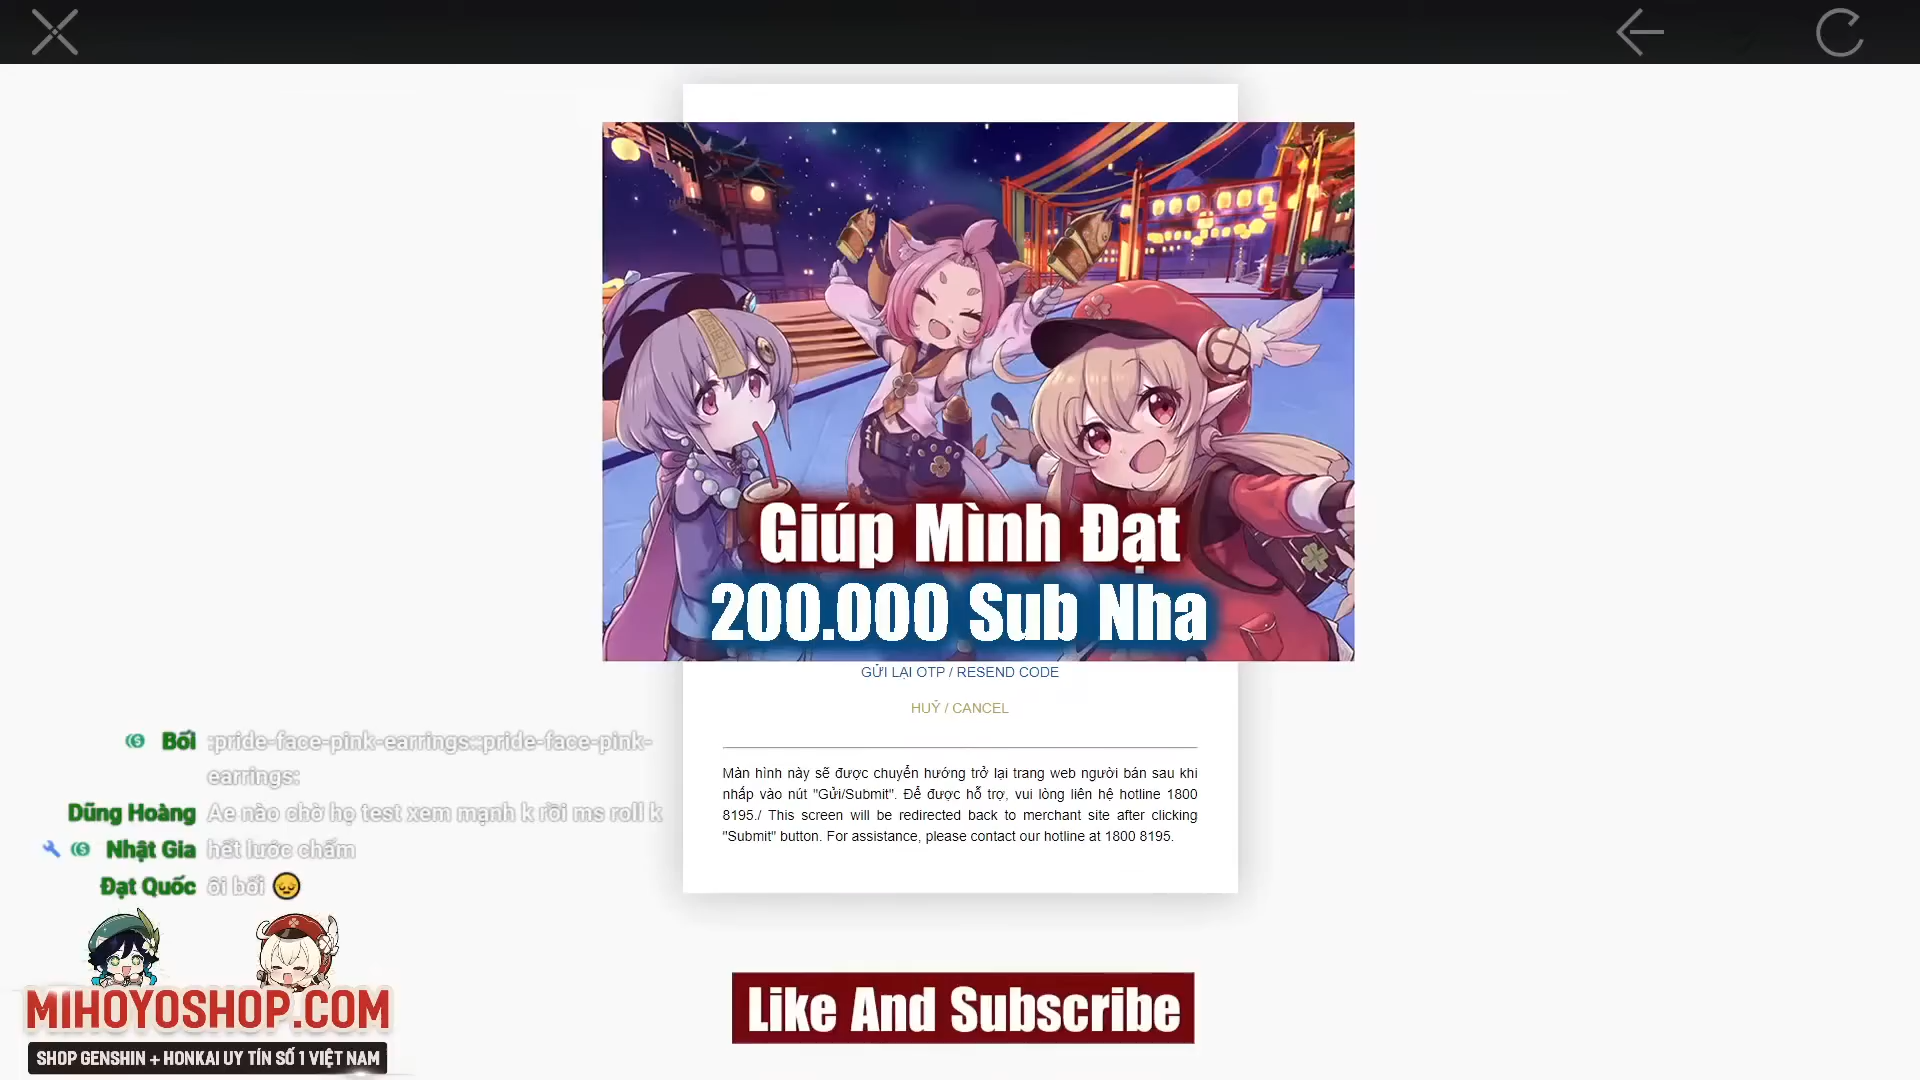 Giúp Mình Đạt
200.000 Sub Nha
GỬI LẠI OTP / RESEND CODE
HUỶ / CANCEL
Màn hình này sẽ được chuyển hướng trở lại trang web người bán sau khi
nhấp vào nút "Gửi/Submit". Để được hỗ trợ, vui lòng liên hệ hotline 1800
8195./ This screen will be redirected back to merchant site after clicking
"Submit" button. For assistance, please contact our hotline at 1800 8195.
Bối :pride-face-pink-earrings::pride-face-pink-
earrings:
Dũng Hoàng Ae nào chờ họ test xem mạnh k rồi ms roll k
Nhật Gia hết lước chấm
Đạt Quốc ôi bối
MIHOYOSHOP.COM
SHOP GENSHIN + HONKAI UY TÍN SỐ 1 VIỆT NAM
Like And Subscribe